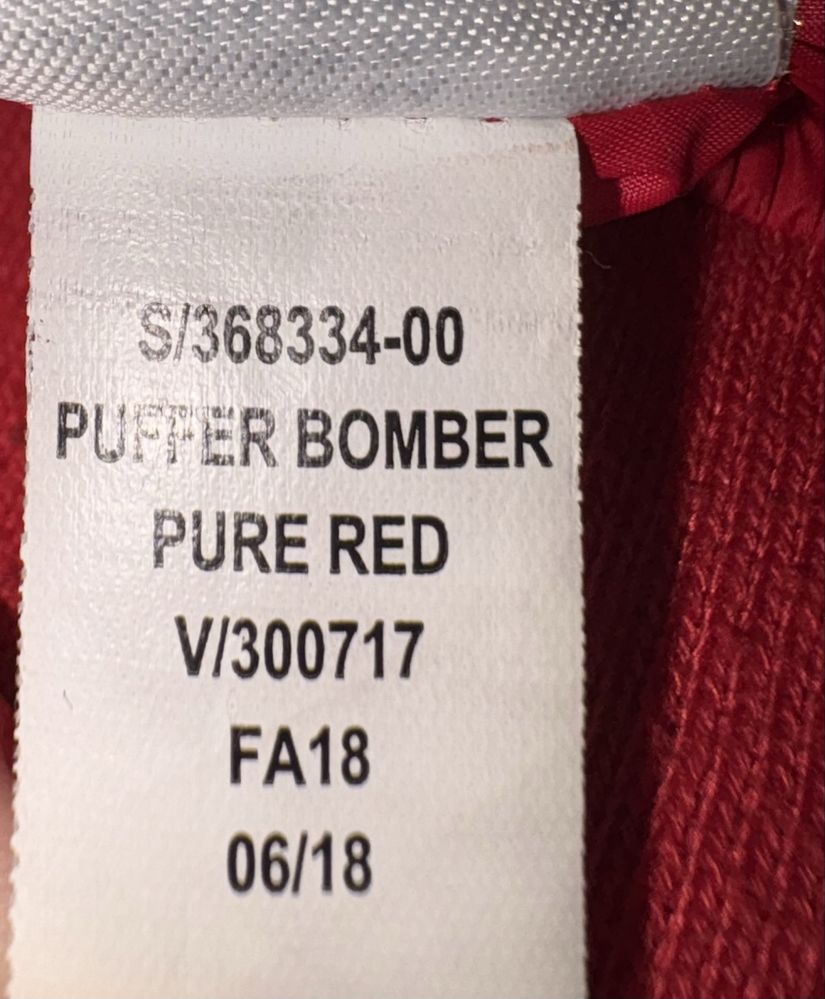 S/368334-00
PUFFER BOMBER
PURE RED
V/300717
FA18
06/18